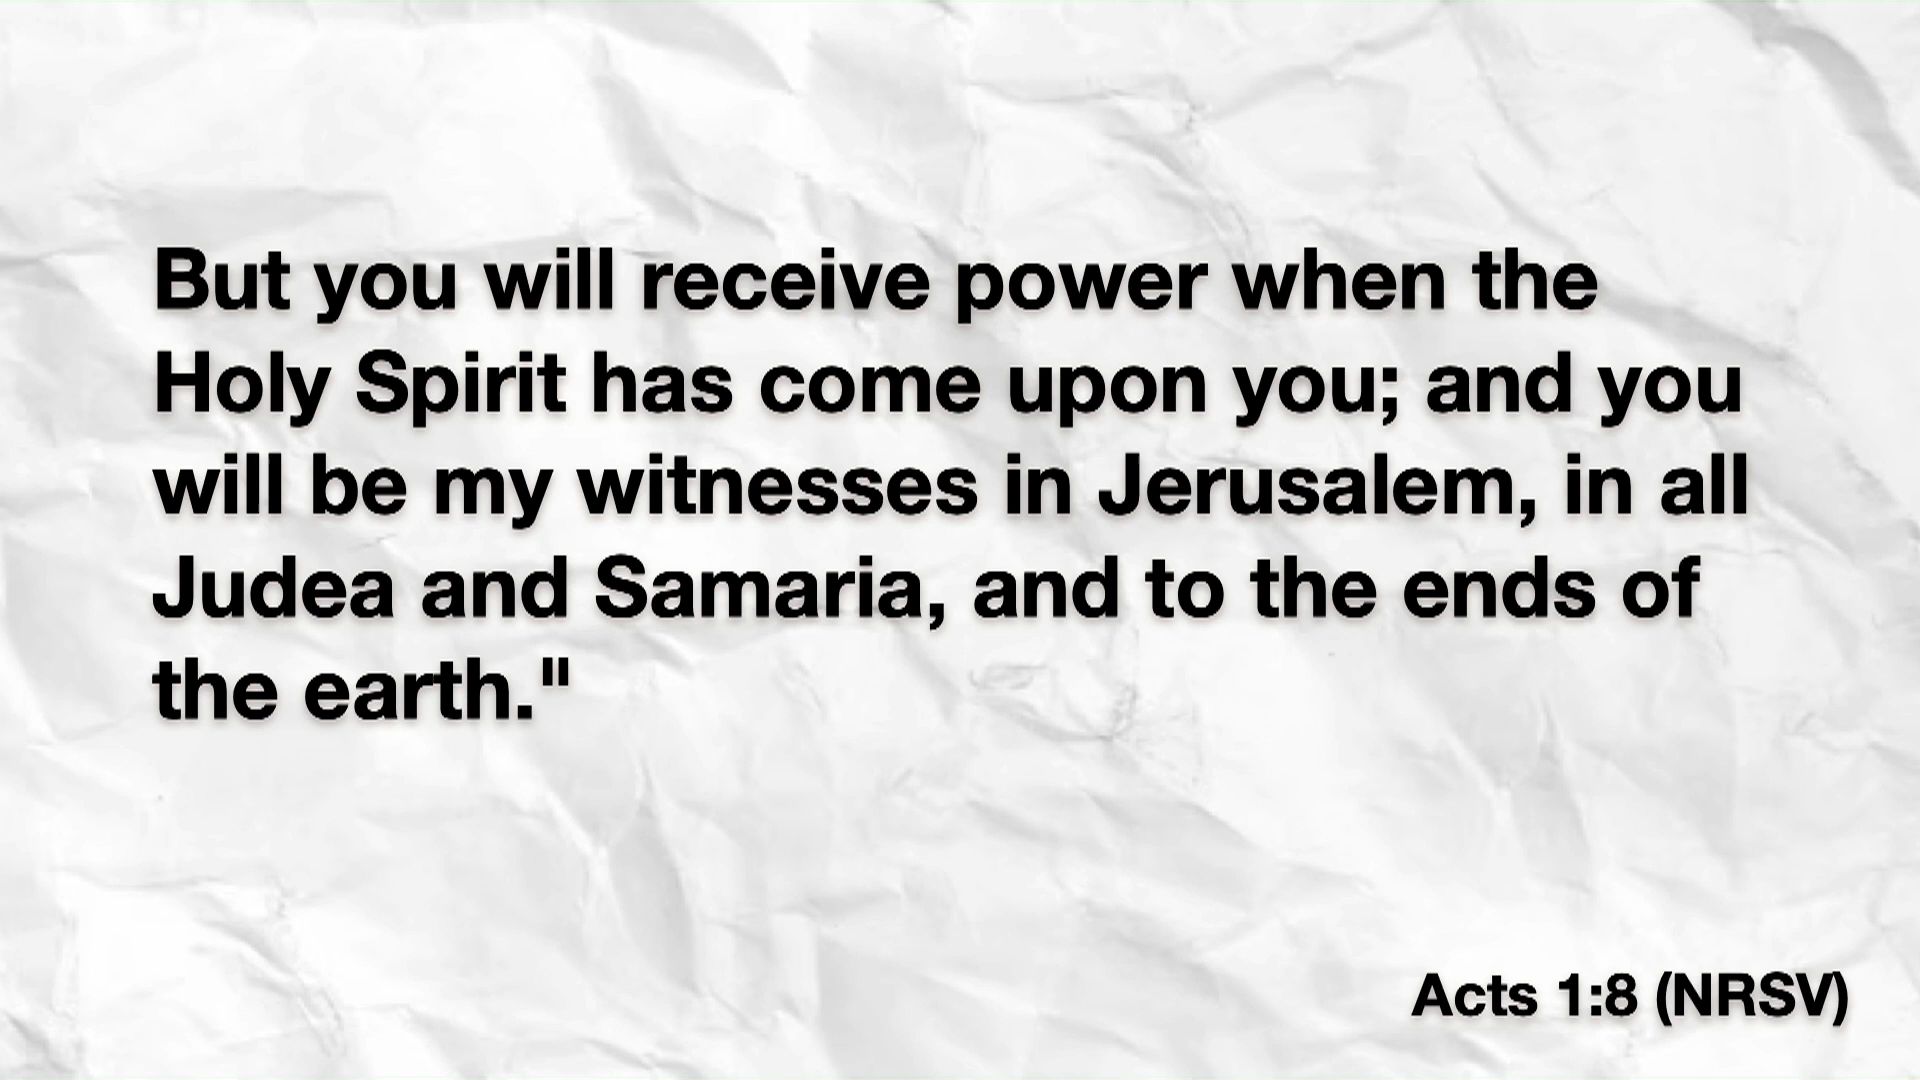 But you will receive power when the
Holy Spirit has come upon you; and you
will be my witnesses in Jerusalem, in all
Judea and Samaria, and to the ends of
the earth."
Acts 1:8 (NRSV)